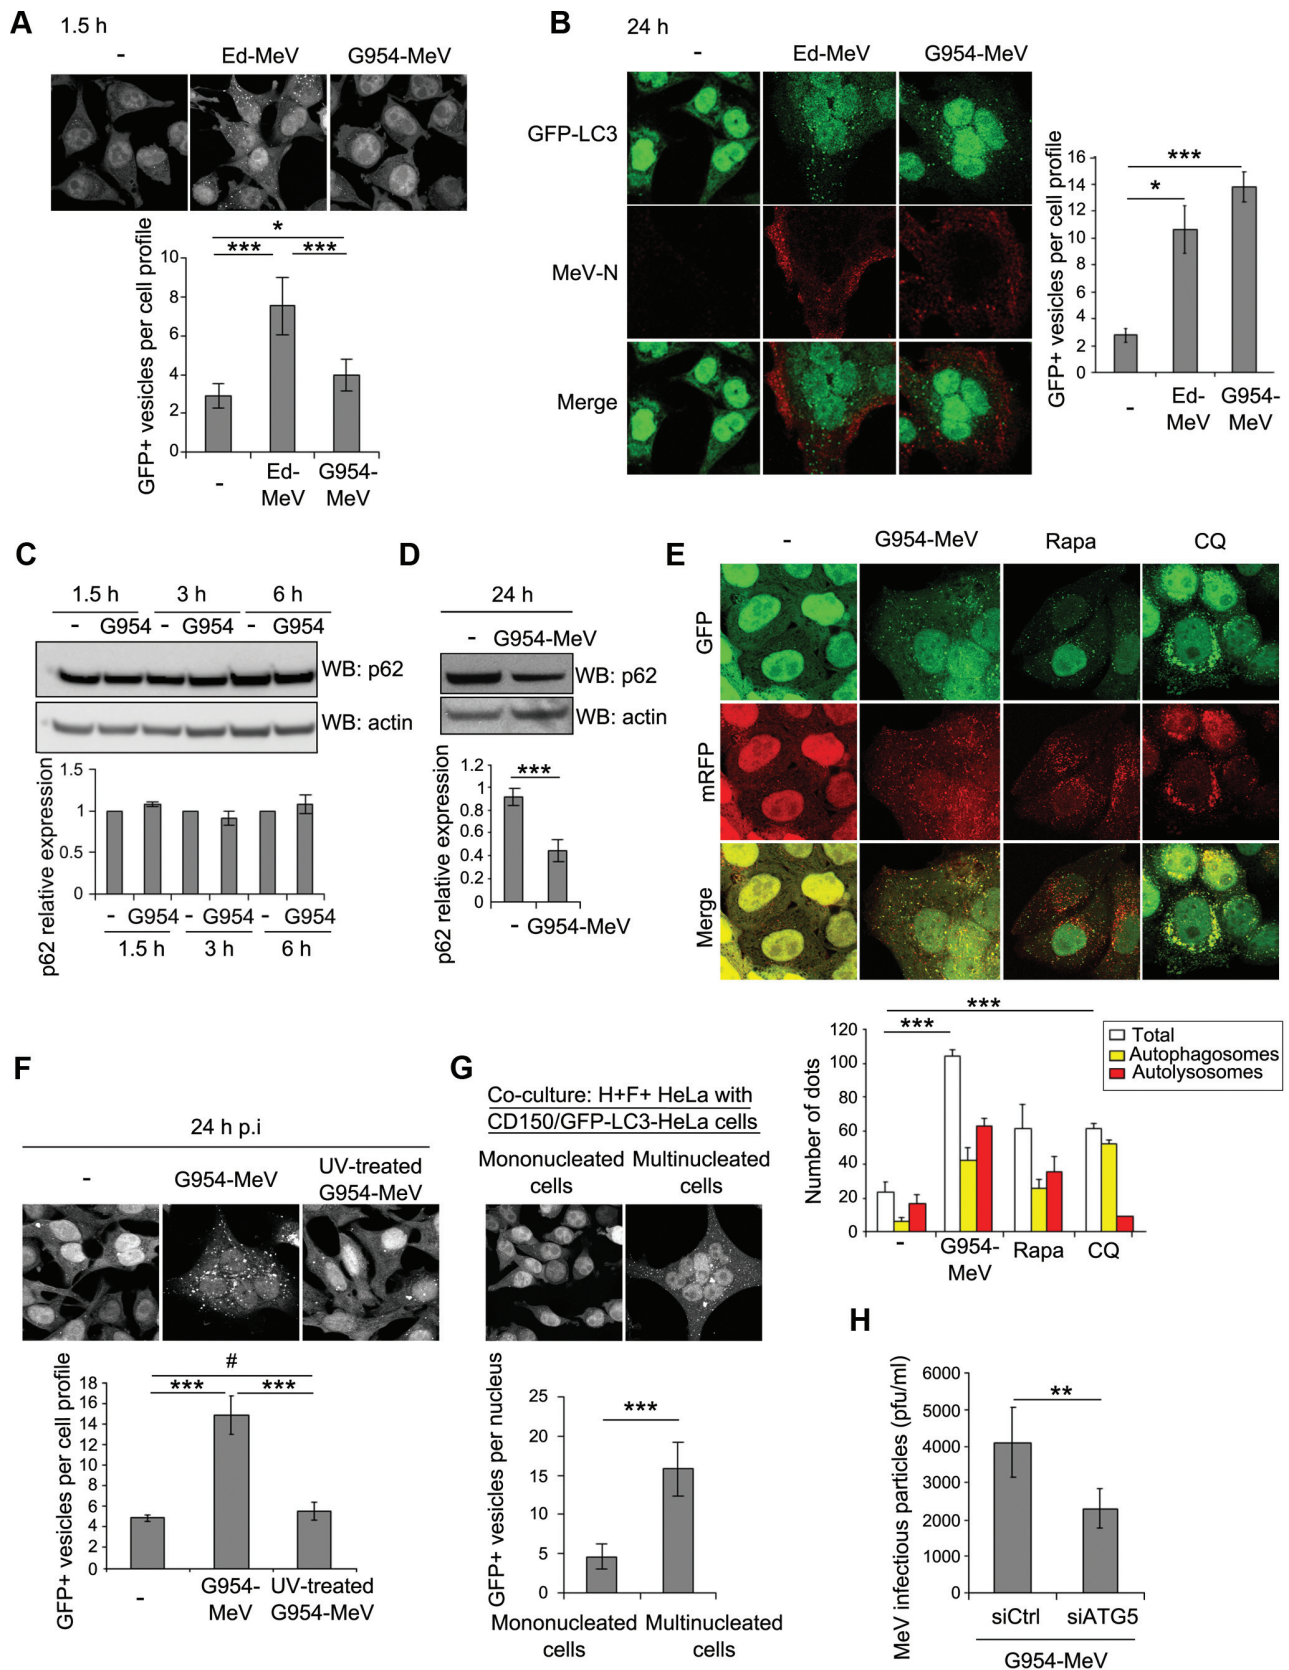 A
1.5 h
- Ed-MeV G954-MeV
* 
*** ***
GFP+ vesicles per cell profile
10
8
6
4
2
0
- Ed-MeV G954-MeV
B
24 h
- Ed-MeV G954-MeV
GFP-LC3
MeV-N
Merge
***
*
GFP+ vesicles per cell profile
16
14
12
10
8
6
4
2
0
- Ed-MeV G954-MeV
C
1.5 h 3 h 6 h
- G954 - G954 - G954
WB: p62
WB: actin
p62 relative expression
1.5
1
0.5
0
- G954 - G954 - G954
1.5 h 3 h 6 h
D
24 h
- G954-MeV
WB: p62
WB: actin
***
p62 relative expression
1.2
1
0.8
0.6
0.4
0.2
0
- G954-MeV
E
- G954-MeV Rapa CQ
GFP
mRFP
Merge
***
***
Number of dots
120
100
80
60
40
20
0
Total
Autophagosomes
Autolysosomes
- G954-MeV Rapa CQ
F
24 h p.i
- G954-MeV UV-treated G954-MeV
#
*** ***
GFP+ vesicles per cell profile
18
16
14
12
10
8
6
4
2
0
- G954-MeV UV-treated G954-MeV
G
Co-culture: H+F+ HeLa with
CD150/GFP-LC3-HeLa cells
Mononucleated cells Multinucleated cells
***
GFP+ vesicles per nucleus
25
20
15
10
5
0
Mononucleated cells Multinucleated cells
H
**
MeV infectious particles (pfu/ml)
6000
5000
4000
3000
2000
1000
0
siCtrl siATG5
G954-MeV